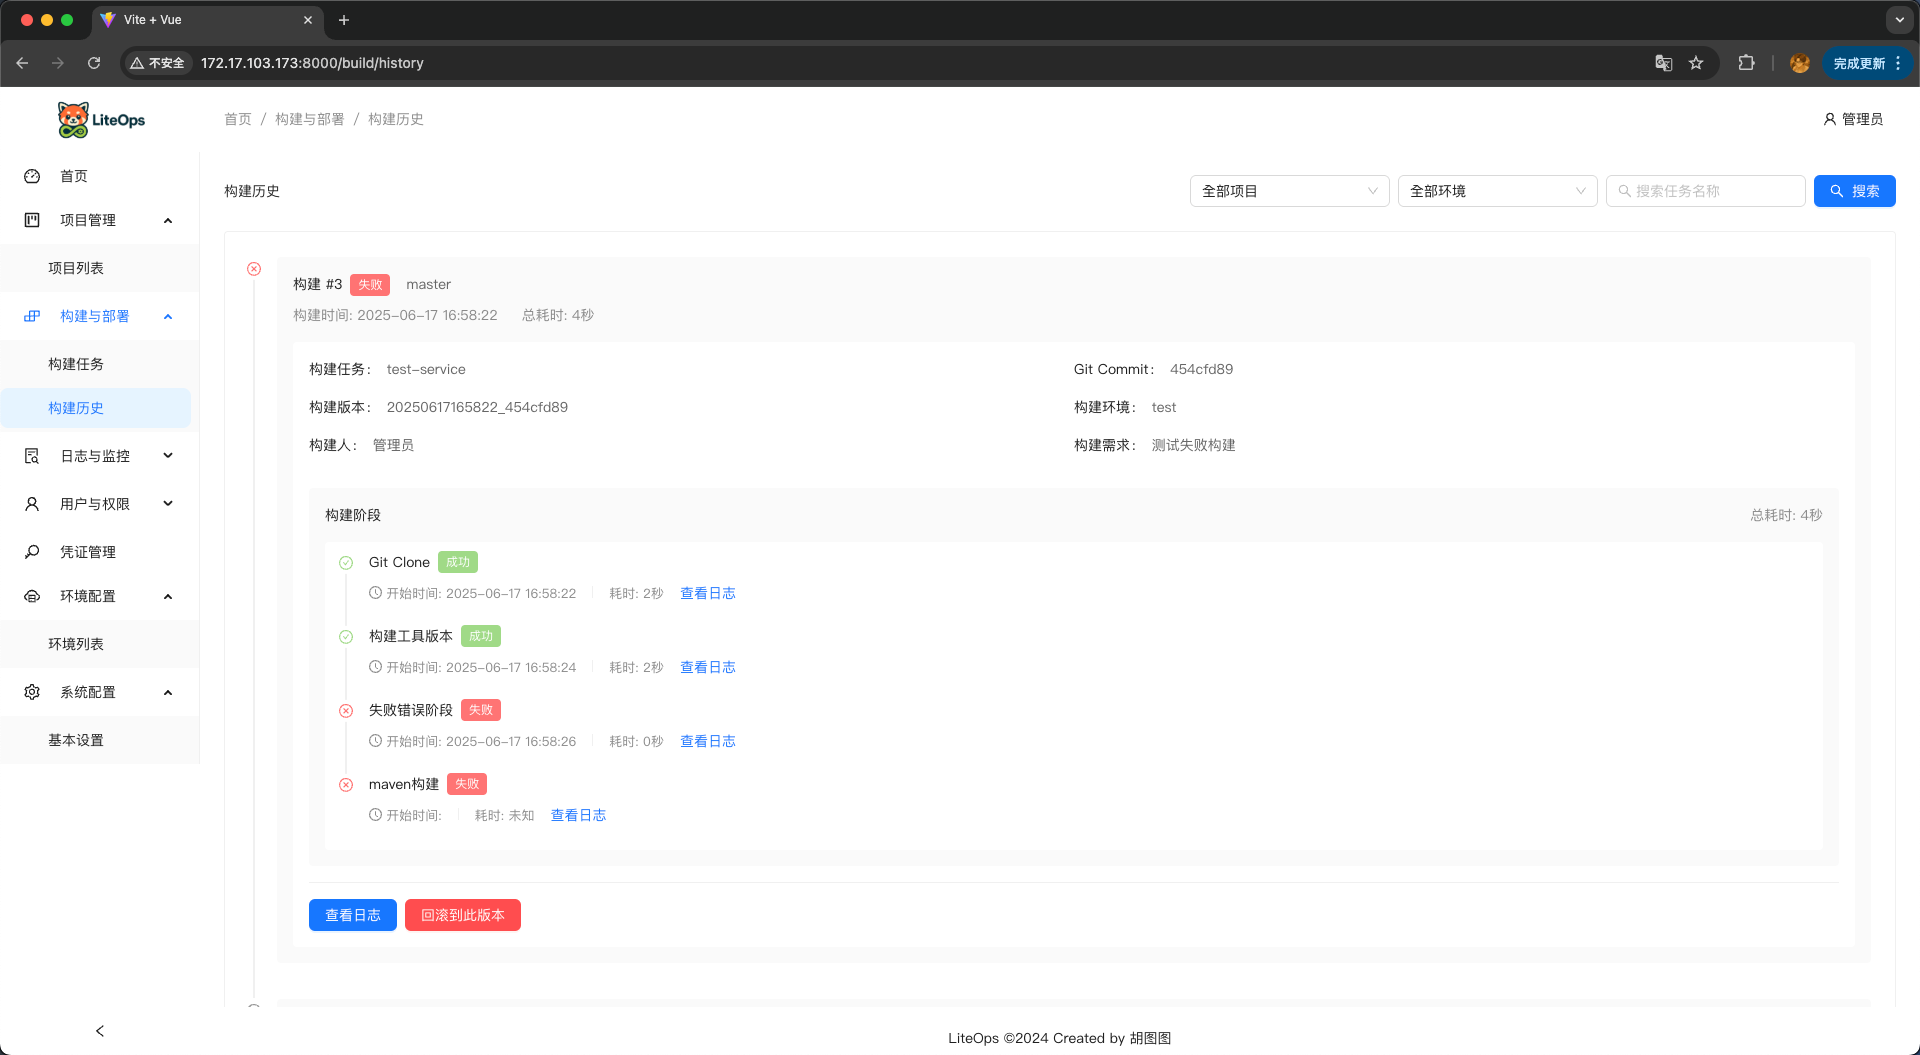 Vite + Vue
不安全
172.17.103.173:8000/build/history
完成更新
LiteOps
首页 / 构建与部署 / 构建历史
管理员
首页
项目管理
项目列表
构建与部署
构建任务
构建历史
日志与监控
用户与权限
凭证管理
环境配置
环境列表
系统配置
基本设置
构建历史
全部项目
全部环境
搜索任务名称
搜索
构建 #3 失败 master
构建时间: 2025-06-17 16:58:22 总耗时: 4秒
构建任务： test-service
Git Commit： 454cfd89
构建版本： 20250617165822_454cfd89
构建环境： test
构建人： 管理员
构建需求： 测试失败构建
构建阶段
总耗时: 4秒
Git Clone 成功
开始时间: 2025-06-17 16:58:22 耗时: 2秒 查看日志
构建工具版本 成功
开始时间: 2025-06-17 16:58:24 耗时: 2秒 查看日志
失败错误阶段 失败
开始时间: 2025-06-17 16:58:26 耗时: 0秒 查看日志
maven构建 失败
开始时间: 耗时: 未知 查看日志
查看日志
回滚到此版本
LiteOps ©2024 Created by 胡图图